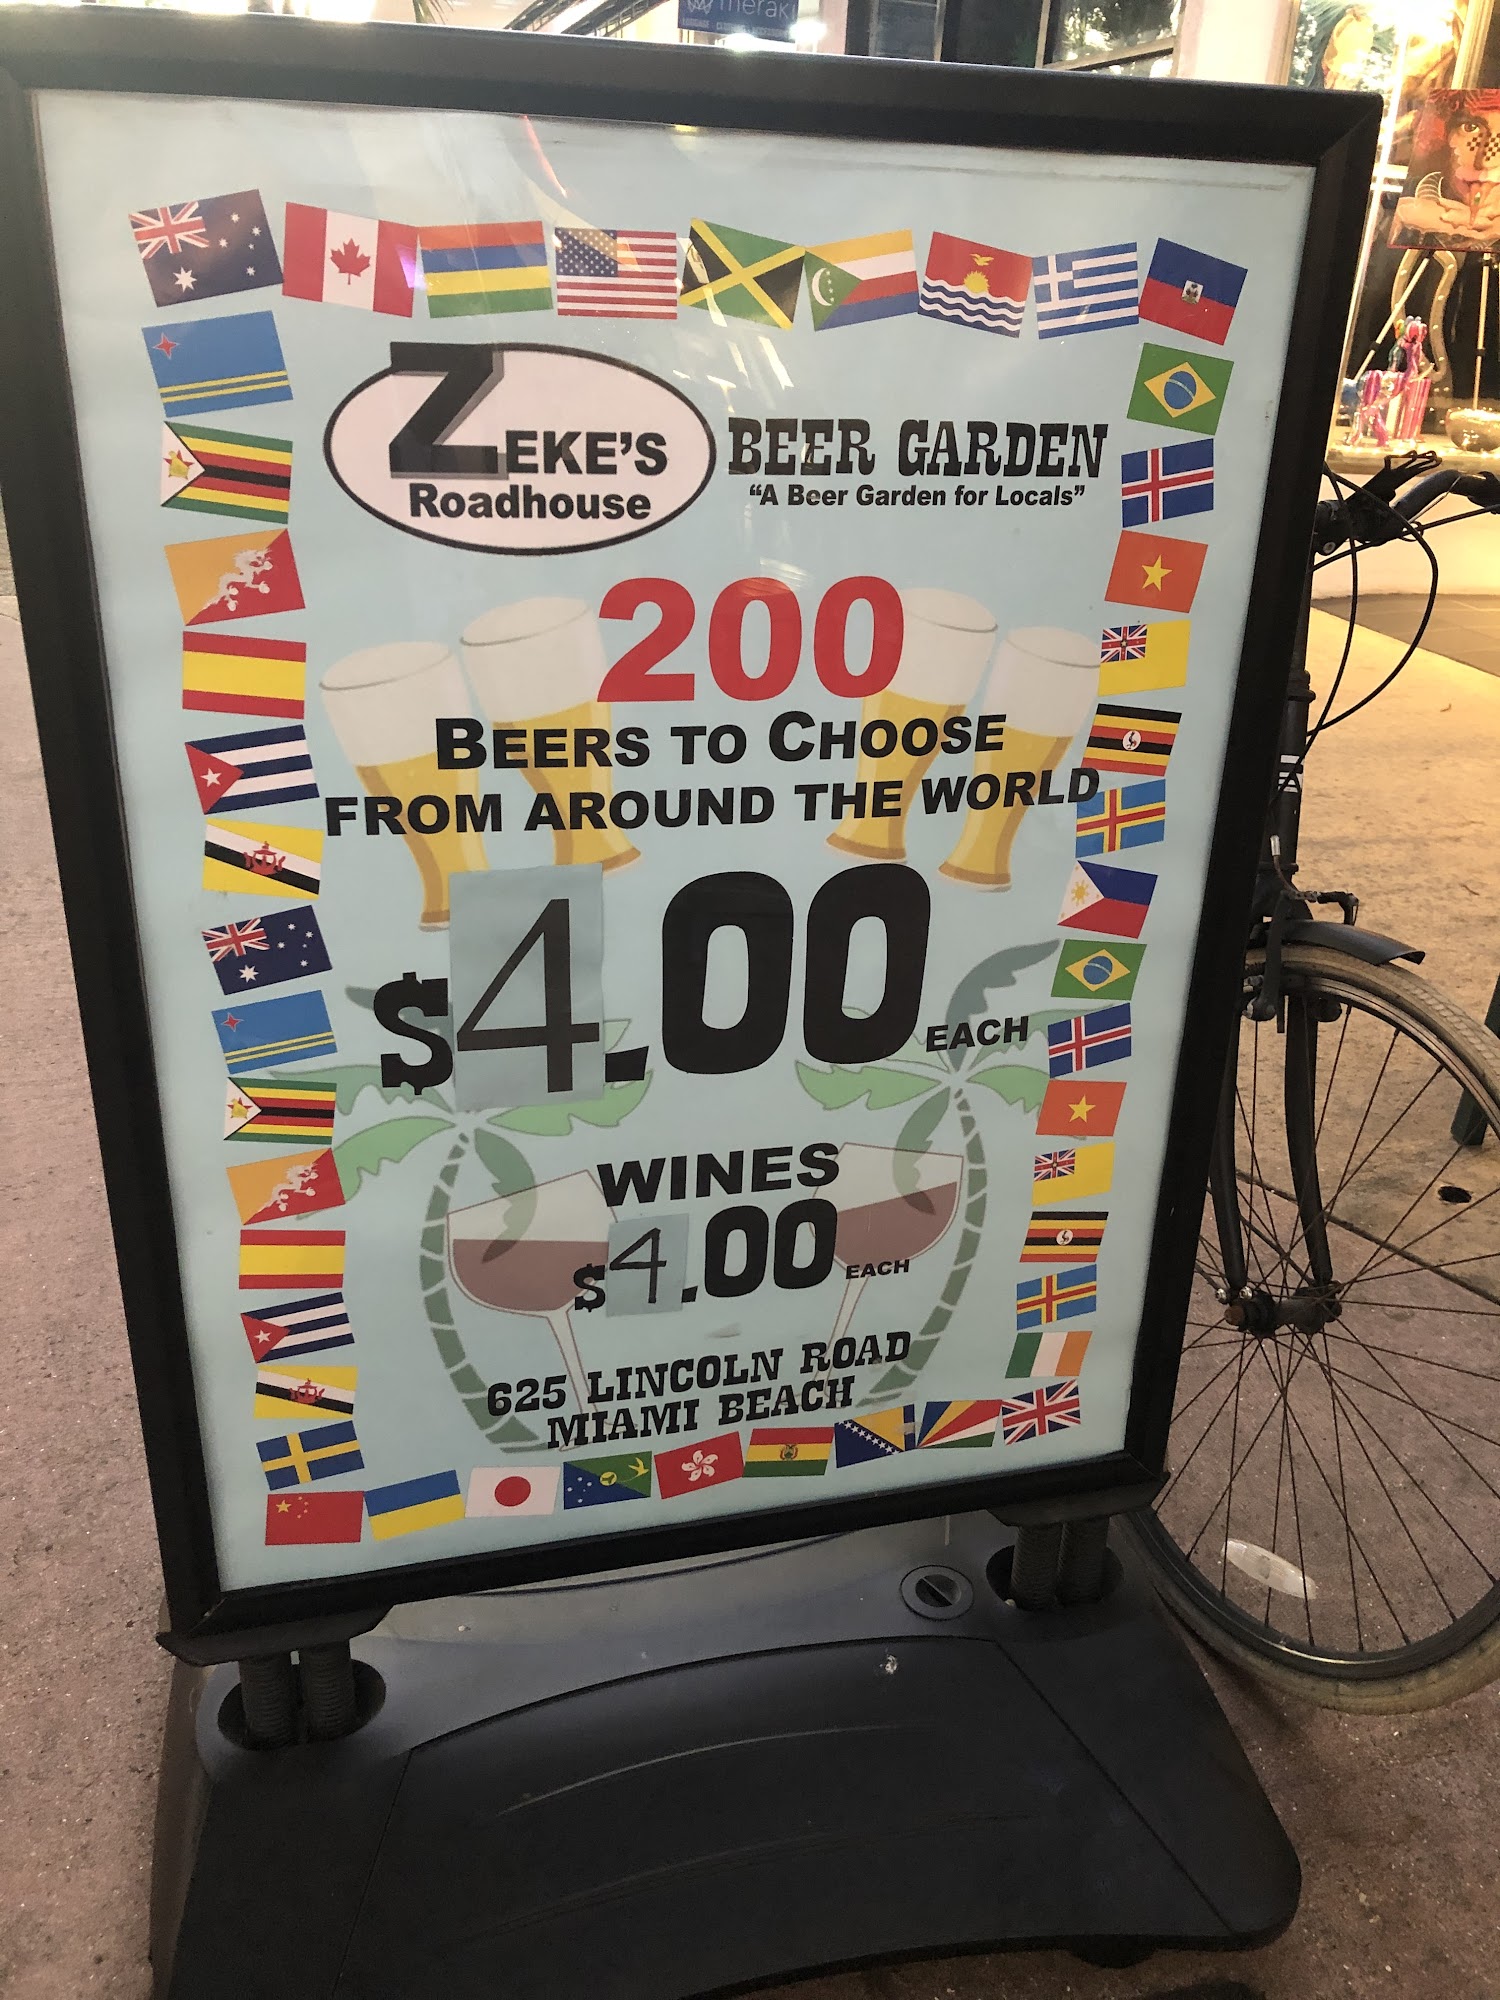 meraki
ZEKE'S
Roadhouse
BEER GARDEN
"A Beer Garden for Locals"
200
BEERS TO CHOOSE
FROM AROUND THE WORLD
$4.00 EACH
WINES
$4.00 EACH
625 LINCOLN ROAD
MIAMI BEACH